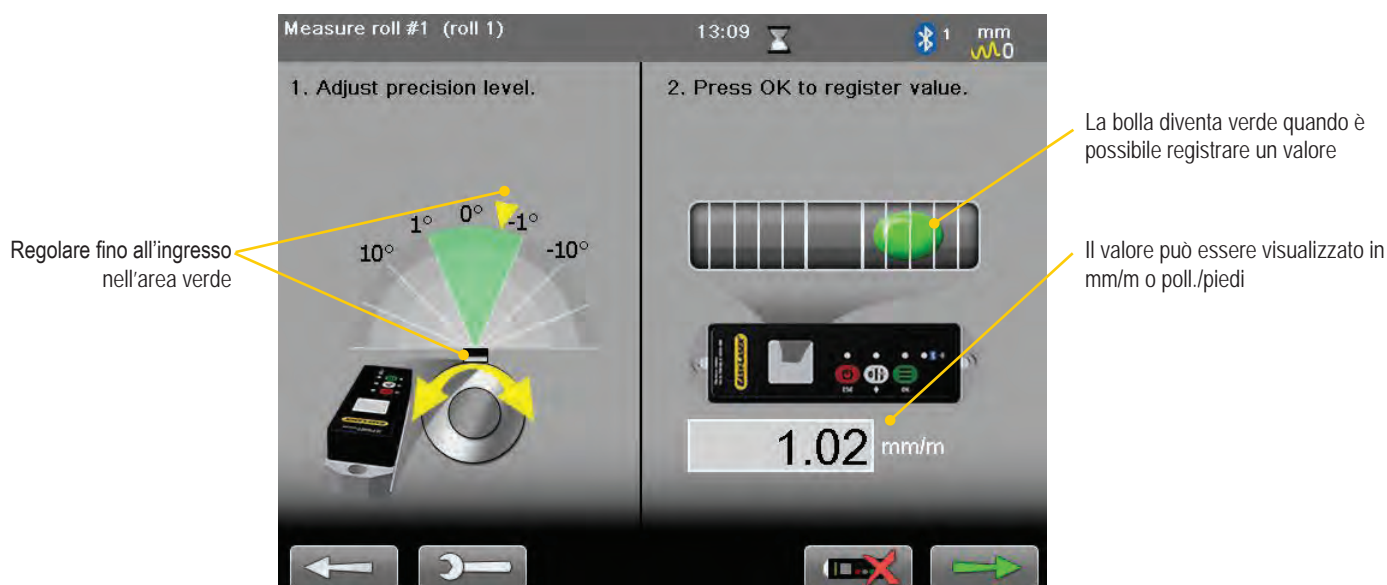 Measure roll #1 (roll 1)
13:09
1
mm
0
1. Adjust precision level.
2. Press OK to register value.
La bolla diventa verde quando è
possibile registrare un valore
10°
1°
0°
-1°
-10°
Regolare fino all'ingresso
nell'area verde
Il valore può essere visualizzato in
mm/m o poll./piedi
1.02 mm/m